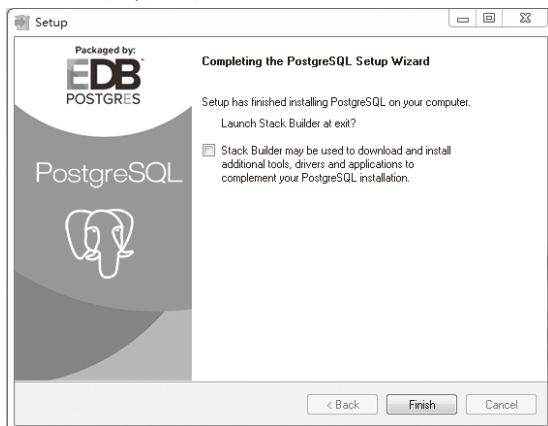 Setup
Packaged by:
EDB
POSTGRES
PostgreSQL
Completing the PostgreSQL Setup Wizard
Setup has finished installing PostgreSQL on your computer.
Launch Stack Builder at exit?
Stack Builder may be used to download and install
additional tools, drivers and applications to
complement your PostgreSQL installation.
< Back
Finish
Cancel